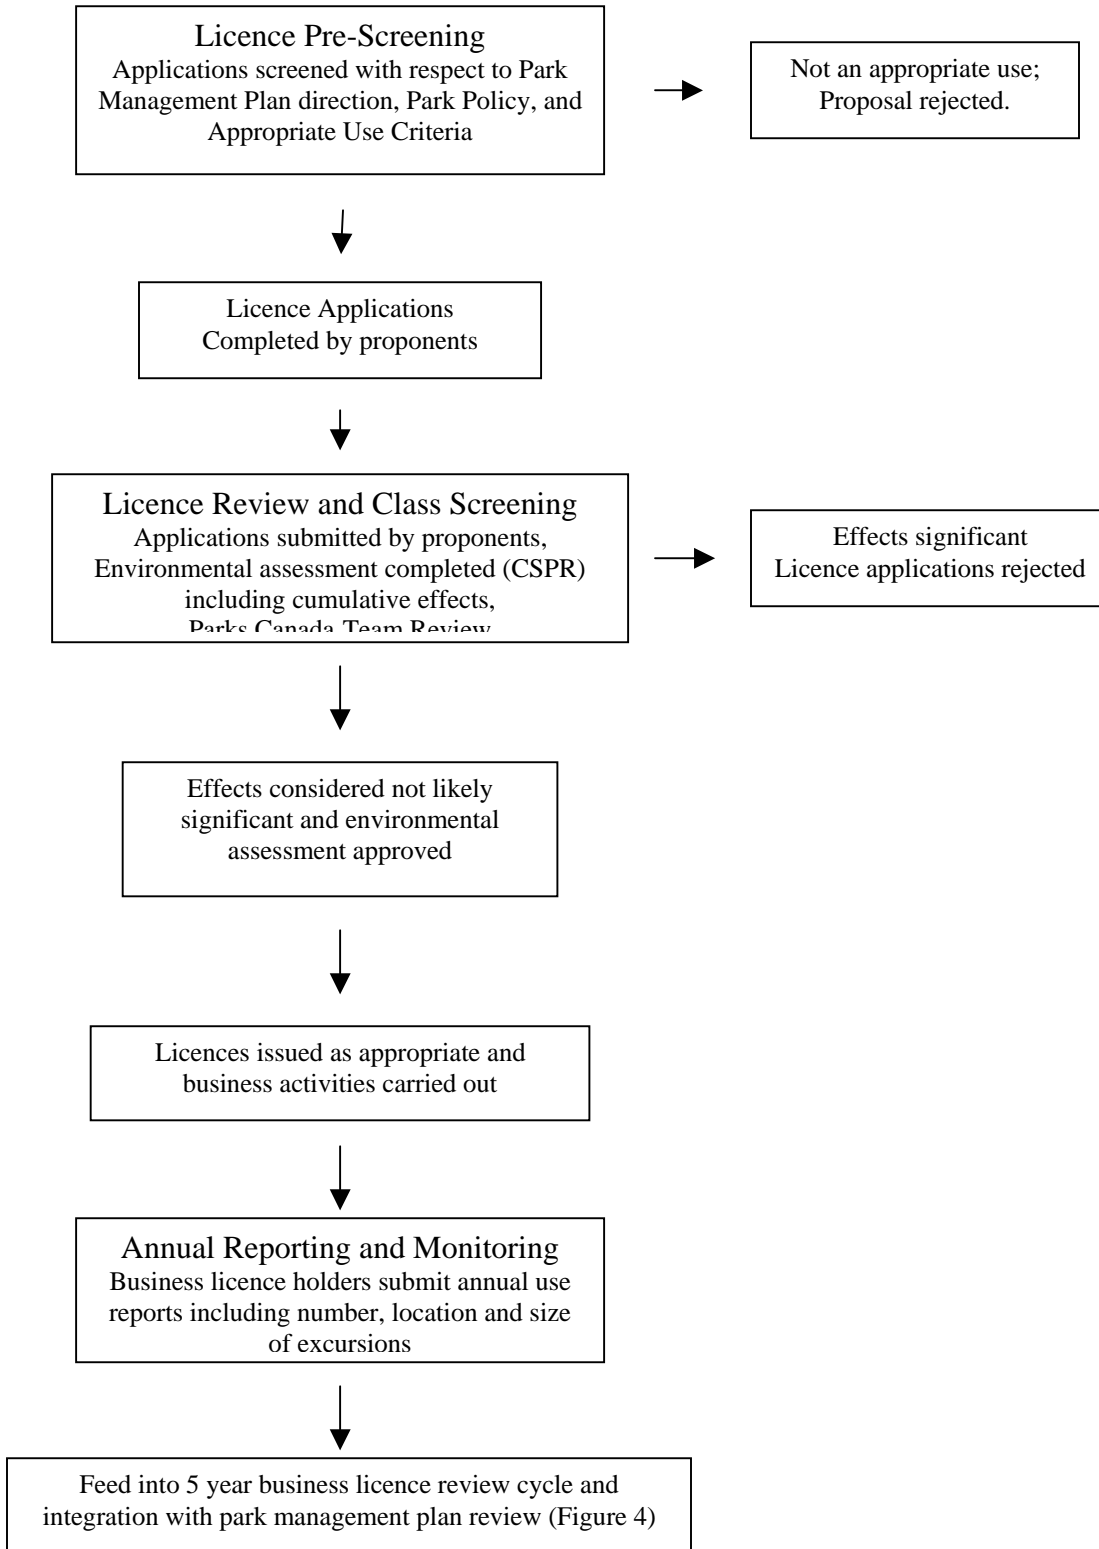 Licence Pre-Screening
Applications screened with respect to Park
Management Plan direction, Park Policy, and
Appropriate Use Criteria
Not an appropriate use;
Proposal rejected.
Licence Applications
Completed by proponents
Licence Review and Class Screening
Applications submitted by proponents,
Environmental assessment completed (CSPR)
including cumulative effects,
Parks Canada Team Review
Effects significant
Licence applications rejected
Effects considered not likely
significant and environmental
assessment approved
Licences issued as appropriate and
business activities carried out
Annual Reporting and Monitoring
Business licence holders submit annual use
reports including number, location and size
of excursions
Feed into 5 year business licence review cycle and
integration with park management plan review (Figure 4)